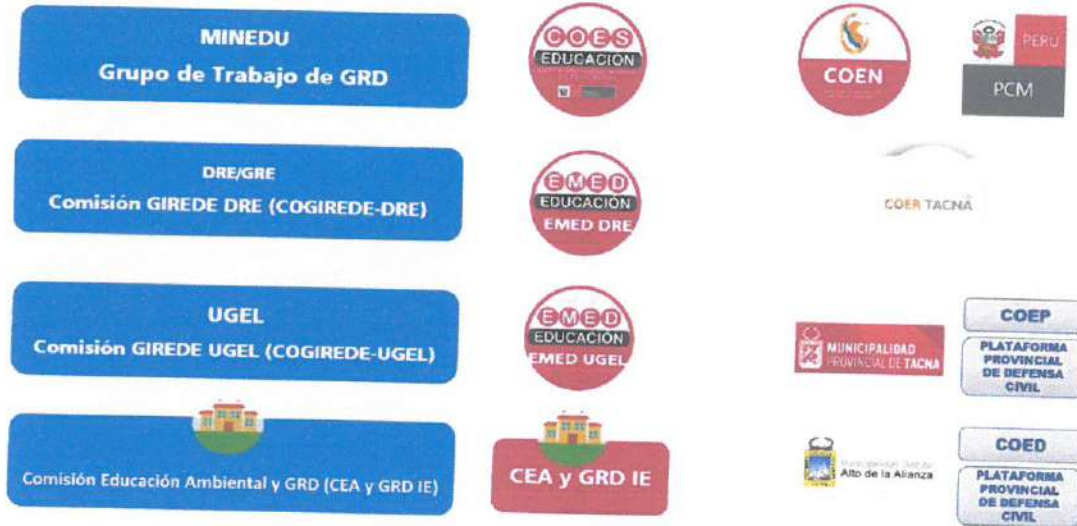 MINEDU
Grupo de Trabajo de GRD
COES
EDUCACIÓN
COEN
PERÚ
PCM
DRE/GRE
Comisión GIREDE DRE (COGIREDE-DRE)
EMED
EDUCACIÓN
EMED DRE
COER TACNA
UGEL
Comisión GIREDE UGEL (COGIREDE-UGEL)
EMED
EDUCACIÓN
EMED UGEL
MUNICIPALIDAD
PROVINCIAL DE TACNA
COEP
PLATAFORMA
PROVINCIAL
DE DEFENSA
CIVIL
Comisión Educación Ambiental y GRD (CEA y GRD IE)
CEA y GRD IE
Alto de la Alianza
COED
PLATAFORMA
PROVINCIAL
DE DEFENSA
CIVIL